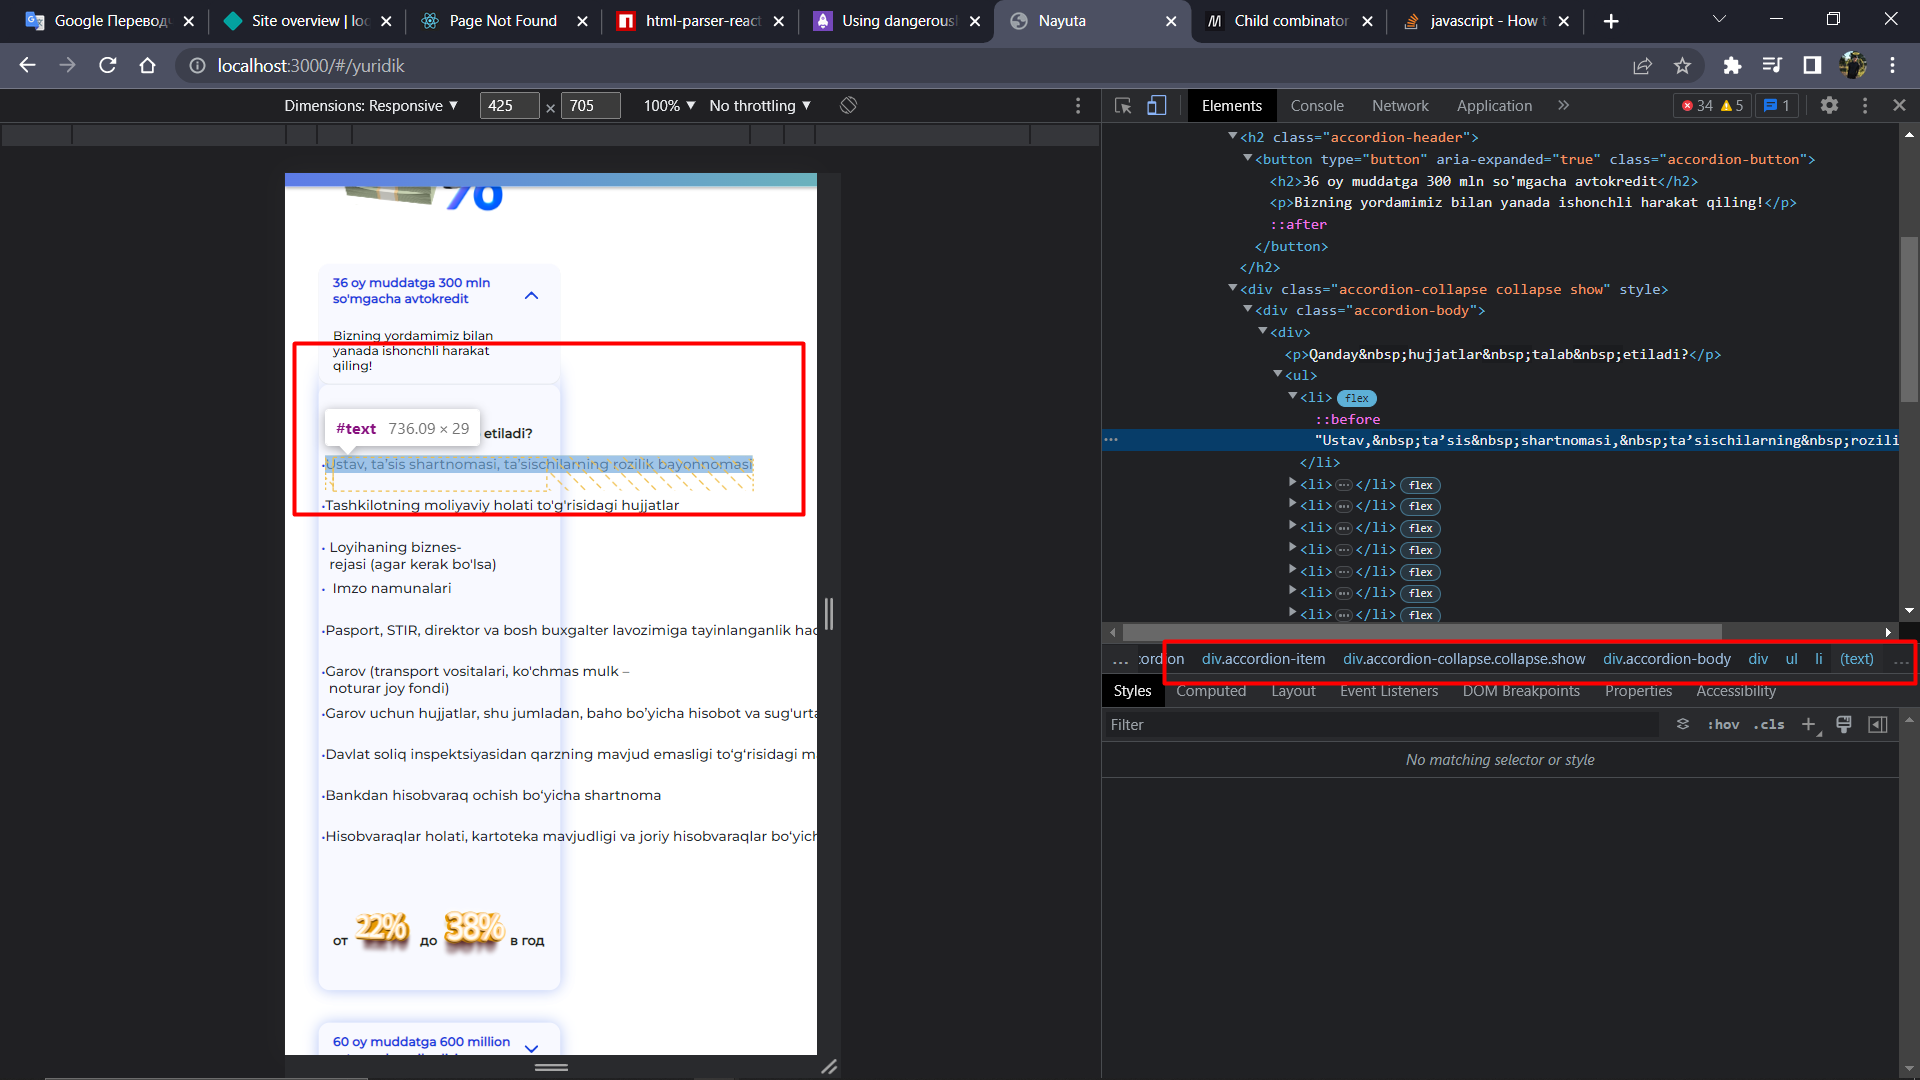 Google Перевод
Site overview | loc
Page Not Found
html-parser-react
Using dangerous
Nayuta
Child combinator
javascript - How t
localhost:3000/#/yuridik
Dimensions: Responsive ▼ 425 × 705 100% ▼ No throttling ▼
Elements Console Network Application » 34 5 1
%
36 oy muddatga 300 mln
so'mgacha avtokredit
Bizning yordamimiz bilan
yanada ishonchli harakat
qiling!
#text 736.09 × 29
etiladi?
•Ustav, ta’sis shartnomasi, ta’sischilarning rozilik bayonnomasi
•Tashkilotning moliyaviy holati to'g'risidagi hujjatlar
• Loyihaning biznes-
rejasi (agar kerak bo'lsa)
• Imzo namunalari
•Pasport, STIR, direktor va bosh buxgalter lavozimiga tayinlanganlik haq
•Garov (transport vositalari, ko'chmas mulk –
noturar joy fondi)
•Garov uchun hujjatlar, shu jumladan, baho bo’yicha hisobot va sug'urta
•Davlat soliq inspektsiyasidan qarzning mavjud emasligi to‘g‘risidagi m
•Bankdan hisobvaraq ochish bo‘yicha shartnoma
•Hisobvaraqlar holati, kartoteka mavjudligi va joriy hisobvaraqlar bo‘yich
от 22% до 38% в год
60 oy muddatga 600 million
<h2 class="accordion-header">
<button type="button" aria-expanded="true" class="accordion-button">
<h2>36 oy muddatga 300 mln so'mgacha avtokredit</h2>
<p>Bizning yordamimiz bilan yanada ishonchli harakat qiling!</p>
::after
</button>
</h2>
<div class="accordion-collapse collapse show" style>
<div class="accordion-body">
<div>
<p>Qanday&nbsp;hujjatlar&nbsp;talab&nbsp;etiladi?</p>
<ul>
<li> flex
::before
"Ustav,&nbsp;ta’sis&nbsp;shartnomasi,&nbsp;ta’sischilarning&nbsp;rozili
</li>
<li>…</li> flex
<li>…</li> flex
<li>…</li> flex
<li>…</li> flex
<li>…</li> flex
<li>…</li> flex
<li>…</li> flex
… cordion div.accordion-item div.accordion-collapse.collapse.show div.accordion-body div ul li (text) …
Styles Computed Layout Event Listeners DOM Breakpoints Properties Accessibility
Filter :hov .cls
No matching selector or style